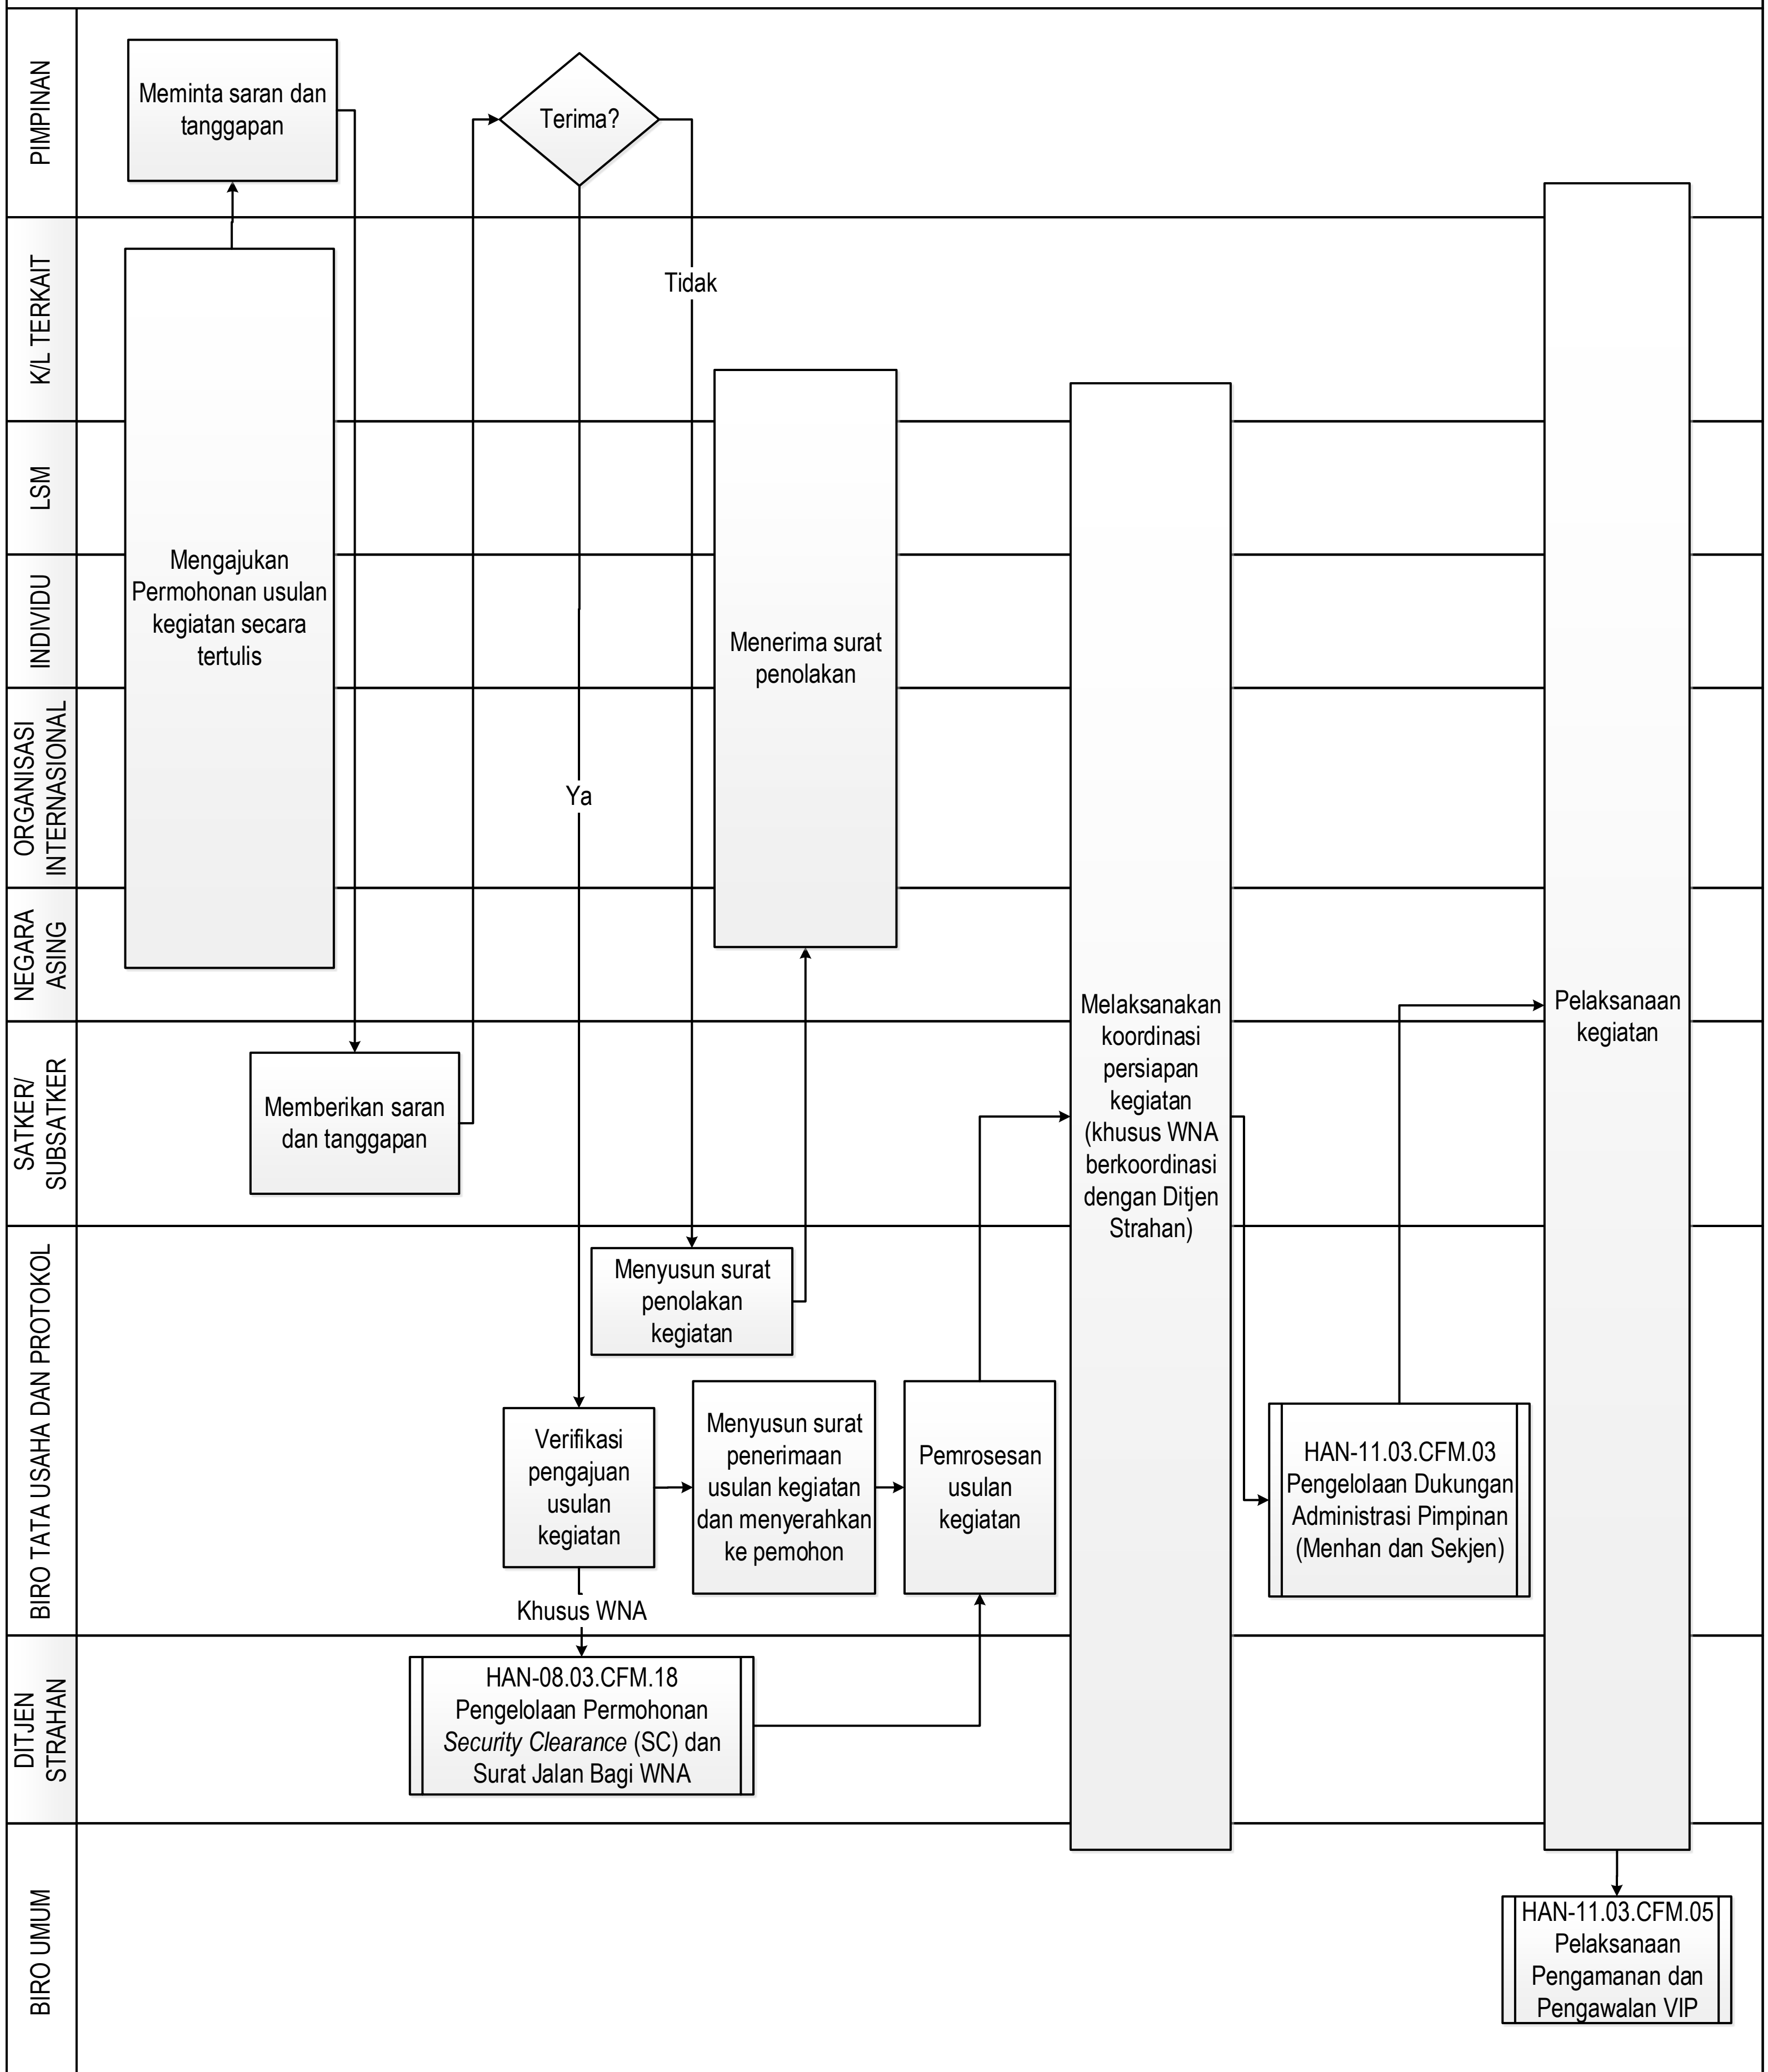 PIMPINAN
Meminta saran dan
tanggapan
Terima?
K/L TERKAIT
Tidak
LSM
INDIVIDU
Mengajukan
Permohonan usulan
kegiatan secara
tertulis
Menerima surat
penolakan
ORGANISASI
INTERNASIONAL
Ya
NEGARA
ASING
SATKER/
SUBSATKER
Memberikan saran
dan tanggapan
Melaksanakan
koordinasi
persiapan
kegiatan
(khusus WNA
berkoordinasi
dengan Ditjen
Strahan)
Pelaksanaan
kegiatan
BIRO TATA USAHA DAN PROTOKOL
Menyusun surat
penolakan
kegiatan
Verifikasi
pengajuan
usulan
kegiatan
Menyusun surat
penerimaan
usulan kegiatan
dan menyerahkan
ke pemohon
Pemrosesan
usulan
kegiatan
HAN-11.03.CFM.03
Pengelolaan Dukungan
Administrasi Pimpinan
(Menhan dan Sekjen)
Khusus WNA
DITJEN
STRAHAN
HAN-08.03.CFM.18
Pengelolaan Permohonan
Security Clearance (SC) dan
Surat Jalan Bagi WNA
BIRO UMUM
HAN-11.03.CFM.05
Pelaksanaan
Pengamanan dan
Pengawalan VIP